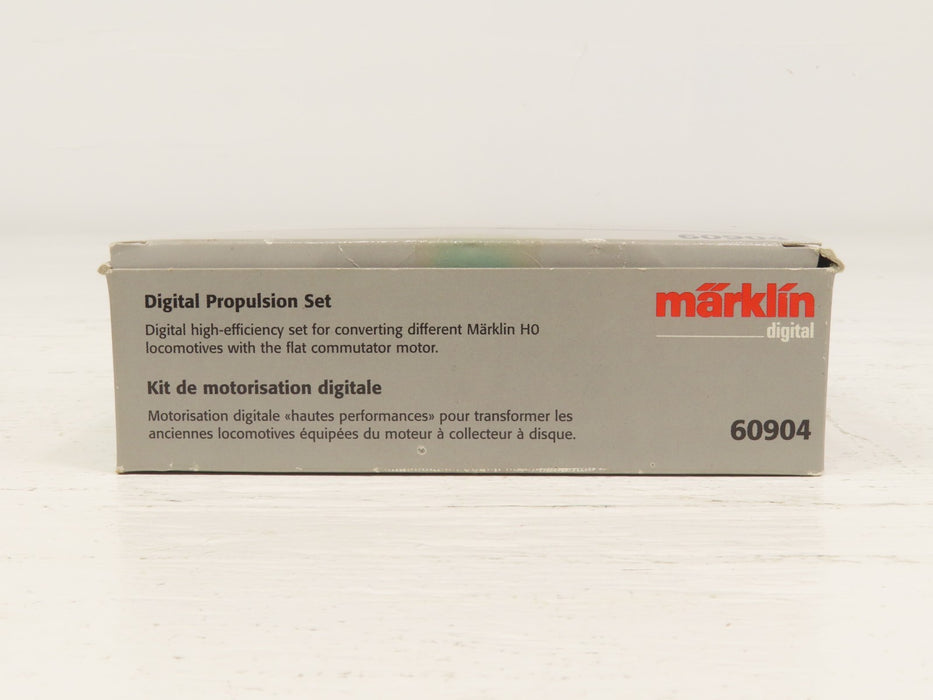 60904
Digital Propulsion Set
Digital high-efficiency set for converting different Märklin H0
locomotives with the flat commutator motor.
Kit de motorisation digitale
Motorisation digitale «hautes performances» pour transformer les
anciennes locomotives équipées du moteur à collecteur à disque.
märklín
digital
60904